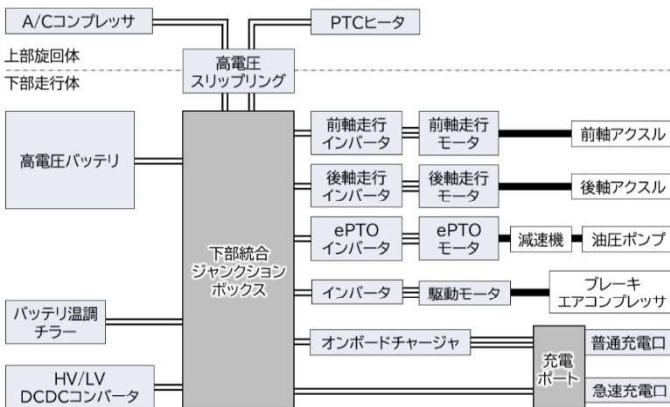 A/Cコンプレッサ
PTCヒータ
上部旋回体
下部走行体
高電圧
スリップリング
高電圧バッテリ
前軸走行
インバータ
前軸走行
モータ
前軸アクスル
後軸走行
インバータ
後軸走行
モータ
後軸アクスル
下部統合
ジャンクション
ボックス
ePTO
インバータ
ePTO
モータ
減速機
油圧ポンプ
インバータ
駆動モータ
ブレーキ
エアコンプレッサ
バッテリ温調
チラー
オンボードチャージャ
充電
ポート
普通充電口
HV/LV
DCDCコンバータ
急速充電口